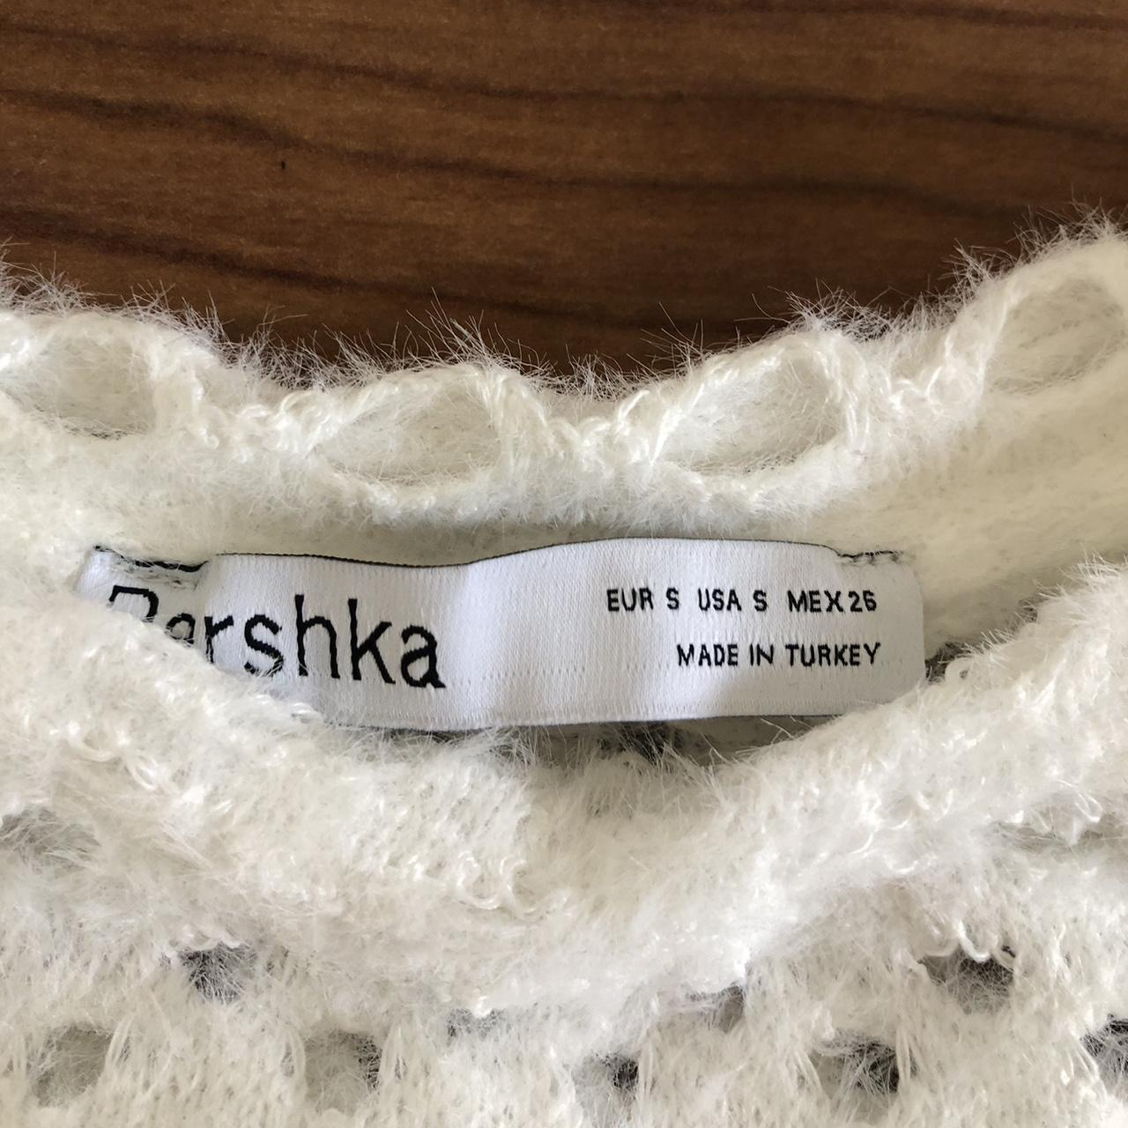 Bershka
EUR S USA S MEX 26
MADE IN TURKEY